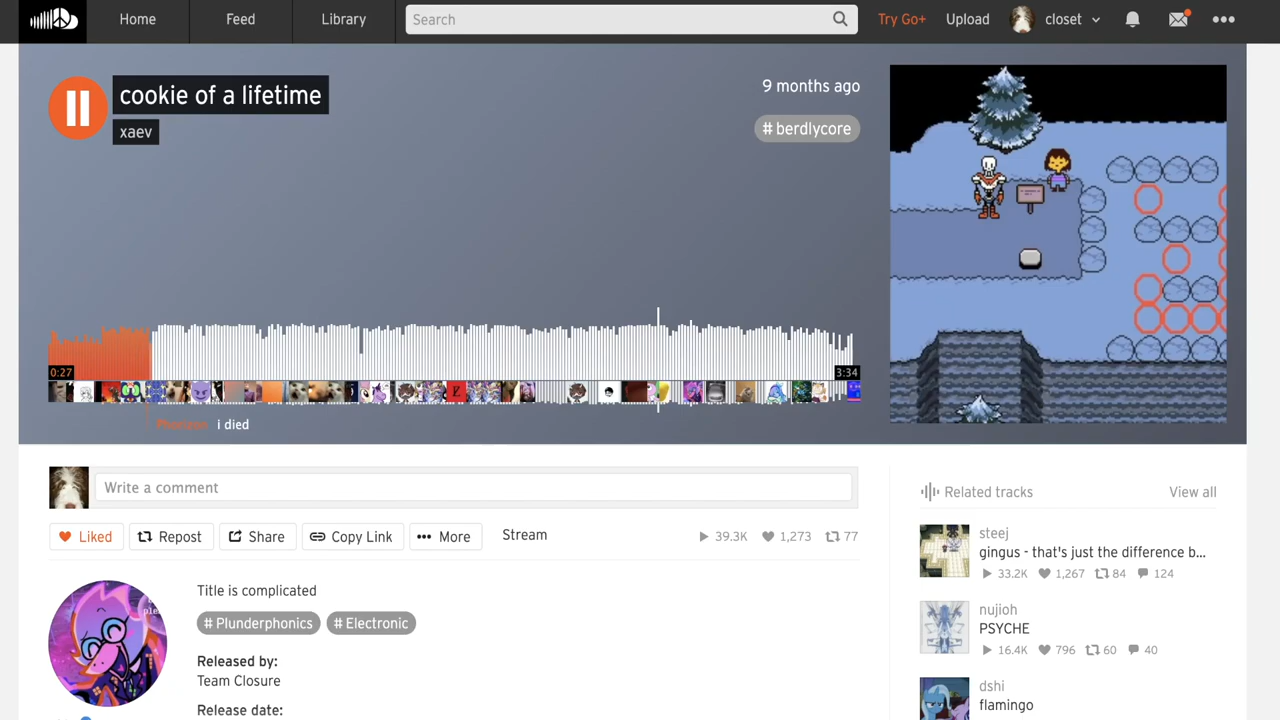 Home
Feed
Library
Search
Try Go+
Upload
closet
cookie of a lifetime
xaev
9 months ago
# berdlycore
0:27
3:34
i died
Write a comment
Liked
Repost
Share
Copy Link
More
Stream
39.3K
1,273
77
Title is complicated
# Plunderphonics
# Electronic
Released by:
Team Closure
Release date:
Related tracks
View all
steej
gingus - that's just the difference b...
33.2K
1,267
84
124
nujioh
PSYCHE
16.4K
796
60
40
dshi
flamingo